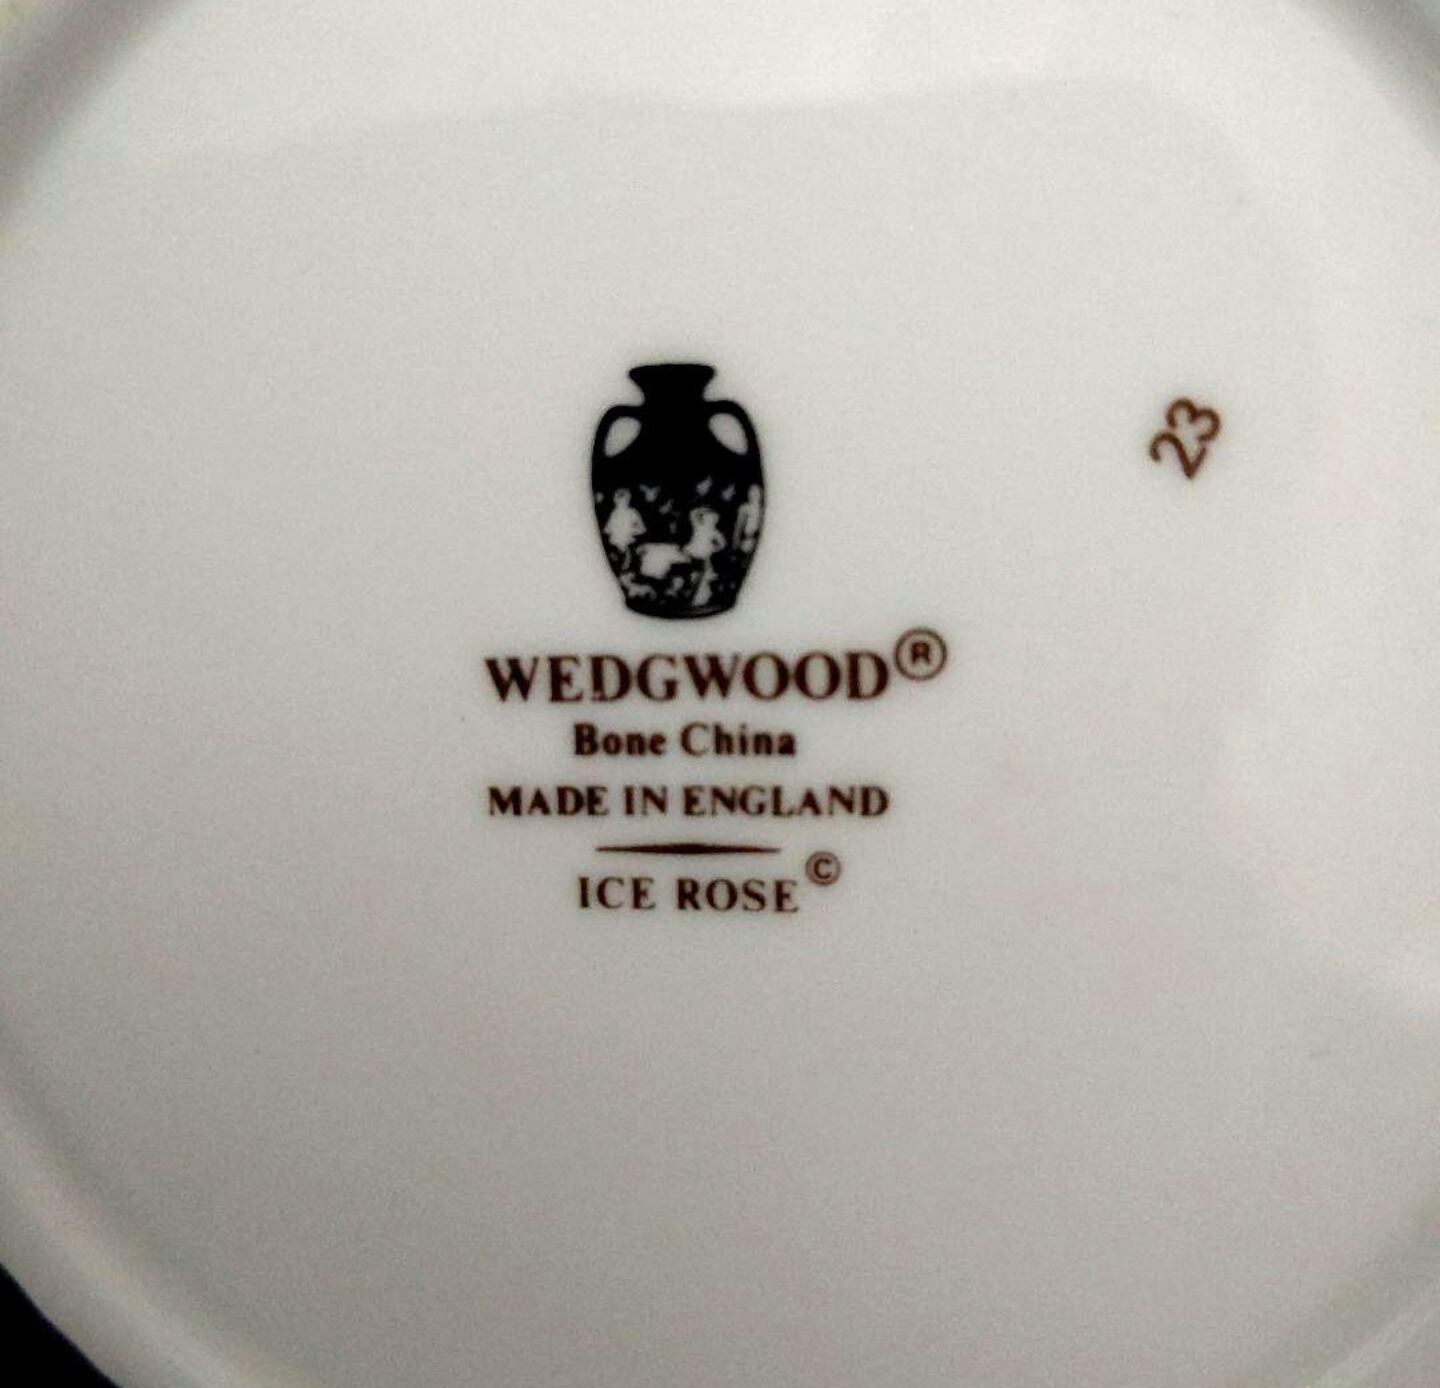 WEDGWOOD®
Bone China
MADE IN ENGLAND
ICE ROSE©
23